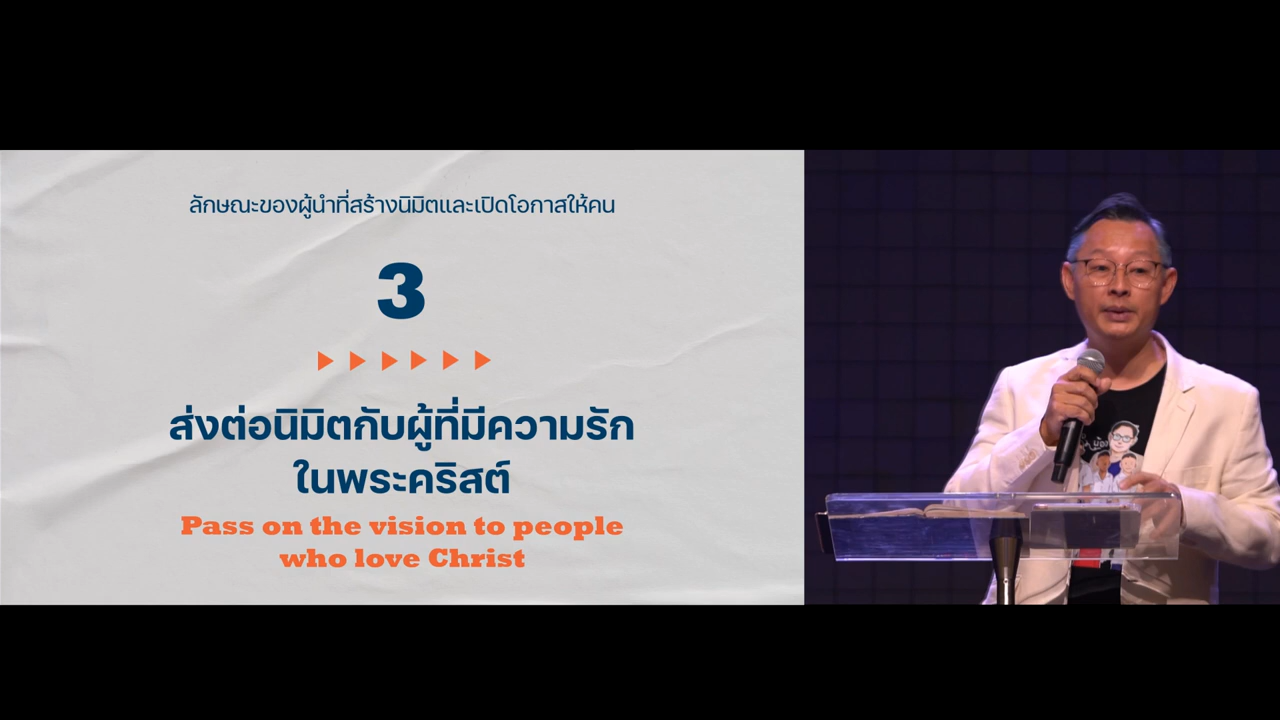 ลักษณะของผู้นำที่สร้างนิมิตและเปิดโอกาสให้คน
3
ส่งต่อนิมิตกับผู้ที่มีความรัก
ในพระคริสต์
Pass on the vision to people
who love Christ